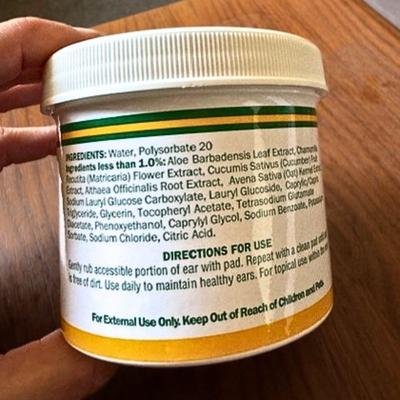 INGREDIENTS: Water, Polysorbate 20
Ingredients less than 1.0%: Aloe Barbadensis Leaf Extract, Chamomilla
Recutita (Matricaria) Flower Extract, Cucumis Sativus (Cucumber) Fruit
Extract, Althaea Officinalis Root Extract, Avena Sativa (Oat) Kernel Extract,
Sodium Lauryl Glucose Carboxylate, Lauryl Glucoside, Caprylic/Capric
Triglyceride, Glycerin, Tocopheryl Acetate, Tetrasodium Glutamate
Diacetate, Phenoxyethanol, Caprylyl Glycol, Sodium Benzoate, Potassium
Sorbate, Sodium Chloride, Citric Acid.
DIRECTIONS FOR USE
Gently rub accessible portion of ear with pad. Repeat with a clean pad until
is free of dirt. Use daily to maintain healthy ears. For topical use within the
For External Use Only. Keep Out of Reach of Children and Pets